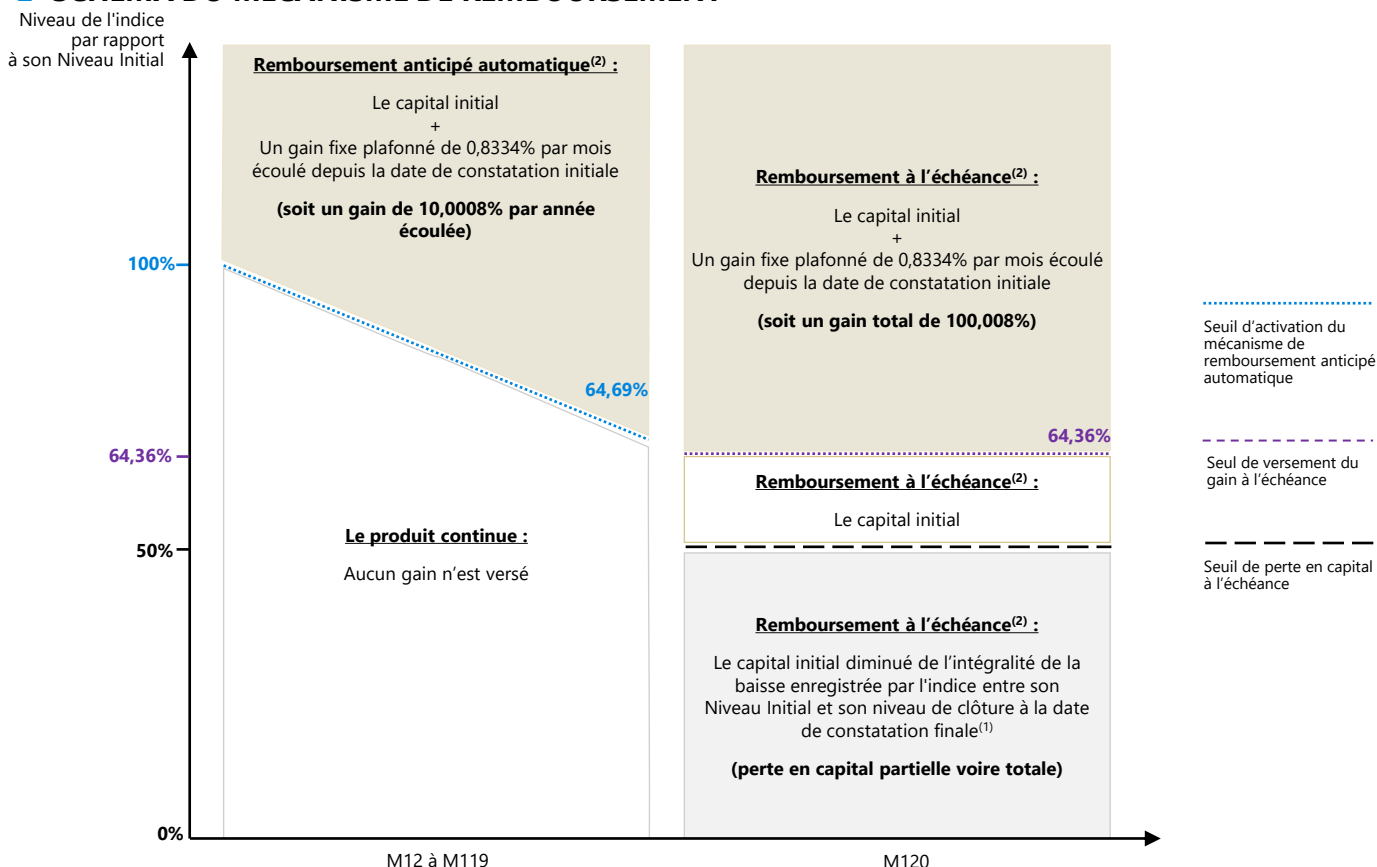 Niveau de l'indice
par rapport
à son Niveau Initial
Remboursement anticipé automatique(2) :
Le capital initial
+
Un gain fixe plafonné de 0,8334% par mois
écoulé depuis la date de constatation initiale
(soit un gain de 10,0008% par année
écoulée)
100%
64,69%
64,36%
Le produit continue :
50%
Aucun gain n’est versé
0%
M12 à M119
Remboursement à l’échéance(2) :
Le capital initial
+
Un gain fixe plafonné de 0,8334% par mois écoulé
depuis la date de constatation initiale
(soit un gain total de 100,008%)
64,36%
Remboursement à l’échéance(2) :
Le capital initial
Remboursement à l’échéance(2) :
Le capital initial diminué de l’intégralité de la
baisse enregistrée par l'indice entre son
Niveau Initial et son niveau de clôture à la date
de constatation finale(1)
(perte en capital partielle voire totale)
M120
Seuil d’activation du
mécanisme de
remboursement anticipé
automatique
Seul de versement du
gain à l’échéance
Seuil de perte en capital
à l’échéance